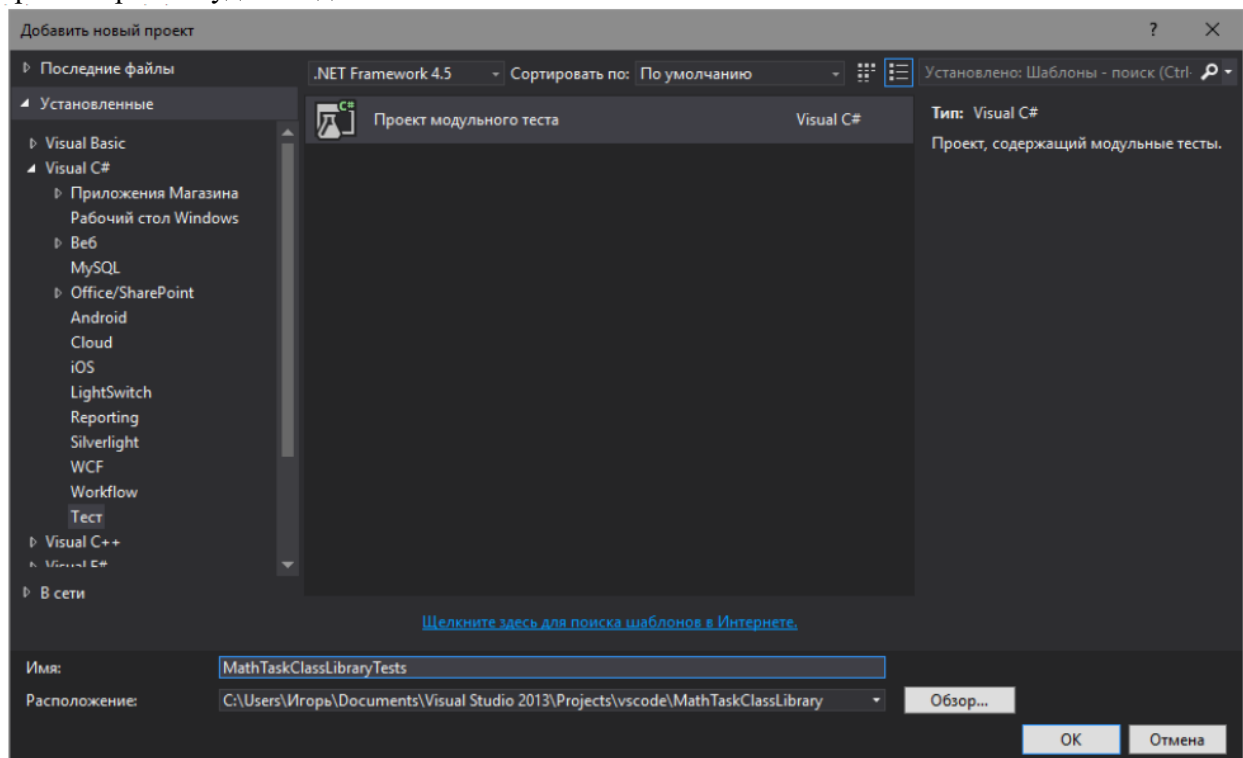 Добавить новый проект
Последние файлы
.NET Framework 4.5 Сортировать по: По умолчанию
Установлено: Шаблоны - поиск (Ctrl-
Установленные
Visual Basic
Visual C#
Приложения Магазина
Рабочий стол Windows
Веб
MySQL
Office/SharePoint
Android
Cloud
iOS
LightSwitch
Reporting
Silverlight
WCF
Workflow
Тест
Visual C++
Visual F#
В сети
C#
Проект модульного теста Visual C#
Тип: Visual C#
Проект, содержащий модульные тесты.
Щелкните здесь для поиска шаблонов в Интернете.
Имя: MathTaskClassLibraryTests
Расположение: C:\Users\Игорь\Documents\Visual Studio 2013\Projects\vscode\MathTaskClassLibrary Обзор...
OK Отмена